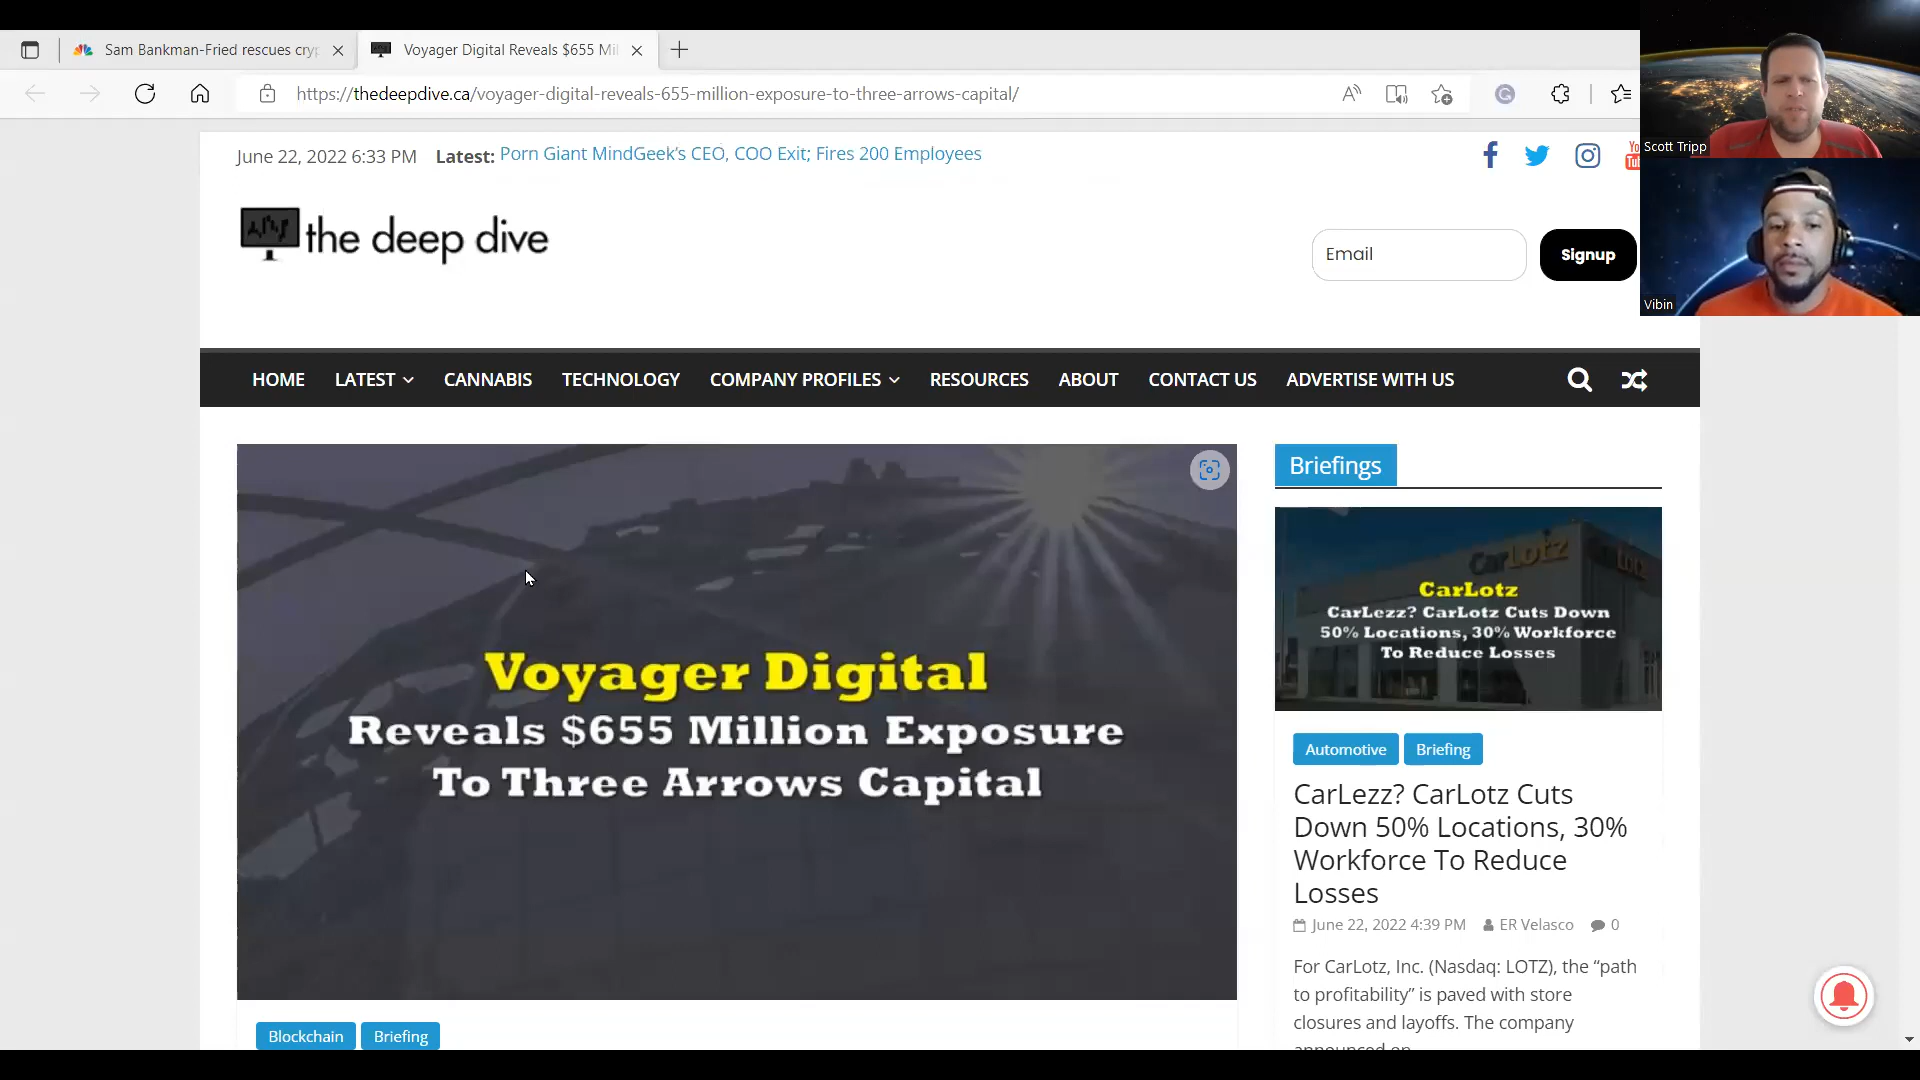 Sam Bankman-Fried rescues cry
Voyager Digital Reveals $655 Mil
https://thedeepdive.ca/voyager-digital-reveals-655-million-exposure-to-three-arrows-capital/
Scott Tripp
Vibin
June 22, 2022 6:33 PM Latest: Porn Giant MindGeek’s CEO, COO Exit; Fires 200 Employees
the deep dive
Email
Signup
HOME LATEST CANNABIS TECHNOLOGY COMPANY PROFILES RESOURCES ABOUT CONTACT US ADVERTISE WITH US
Voyager Digital
Reveals $655 Million Exposure
To Three Arrows Capital
Blockchain Briefing
Briefings
CarLotz
CarLotz
CarLezz? CarLotz Cuts Down
50% Locations, 30% Workforce
To Reduce Losses
Automotive Briefing
CarLezz? CarLotz Cuts
Down 50% Locations, 30%
Workforce To Reduce
Losses
June 22, 2022 4:39 PM ER Velasco 0
For CarLotz, Inc. (Nasdaq: LOTZ), the “path
to profitability” is paved with store
closures and layoffs. The company
announced on